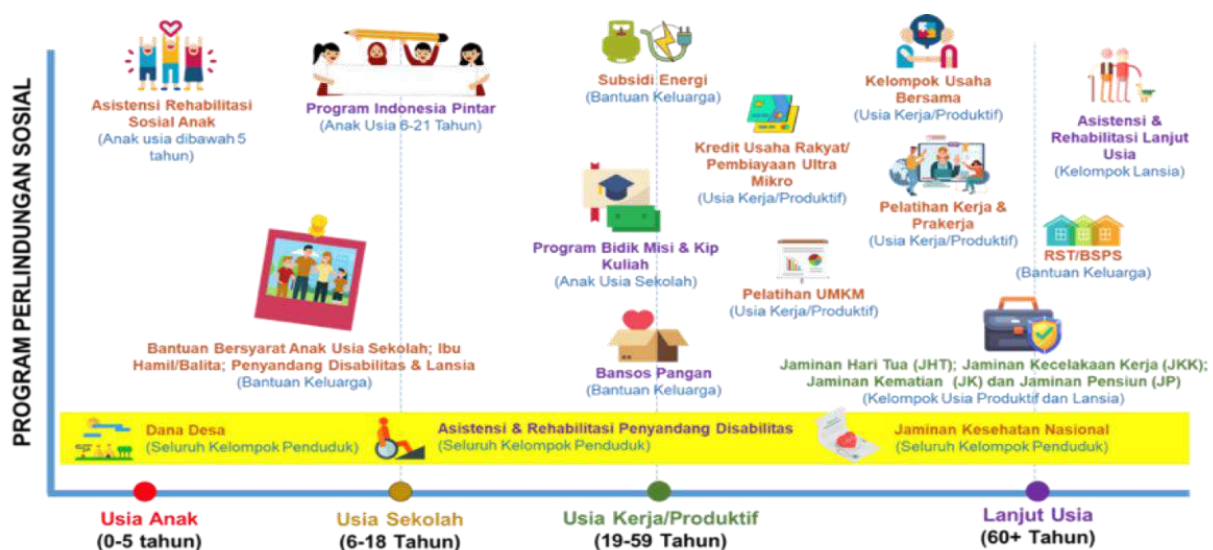 PROGRAM PERLINDUNGAN SOSIAL
Asistensi Rehabilitasi
Sosial Anak
(Anak usia dibawah 5
tahun)
Program Indonesia Pintar
(Anak Usia 6-21 Tahun)
Subsidi Energi
(Bantuan Keluarga)
Kelompok Usaha
Bersama
(Usia Kerja/Produktif)
Asistensi &
Rehabilitasi Lanjut
Usia
(Kelompok Lansia)
Kredit Usaha Rakyat/
Pembiayaan Ultra
Mikro
(Usia Kerja/Produktif)
Pelatihan Kerja &
Prakerja
(Usia Kerja/Produktif)
Program Bidik Misi & Kip
Kuliah
(Anak Usia Sekolah)
RST/BSPS
(Bantuan Keluarga)
Pelatihan UMKM
(Usia Kerja/Produktif)
Bantuan Bersyarat Anak Usia Sekolah; Ibu
Hamil/Balita; Penyandang Disabilitas & Lansia
(Bantuan Keluarga)
Bansos Pangan
(Bantuan Keluarga)
Jaminan Hari Tua (JHT); Jaminan Kecelakaan Kerja (JKK);
Jaminan Kematian (JK) dan Jaminan Pensiun (JP)
(Kelompok Usia Produktif dan Lansia)
Dana Desa
(Seluruh Kelompok Penduduk)
Asistensi & Rehabilitasi Penyandang Disabilitas
(Seluruh Kelompok Penduduk)
Jaminan Kesehatan Nasional
(Seluruh Kelompok Penduduk)
Usia Anak
(0-5 tahun)
Usia Sekolah
(6-18 Tahun)
Usia Kerja/Produktif
(19-59 Tahun)
Lanjut Usia
(60+ Tahun)